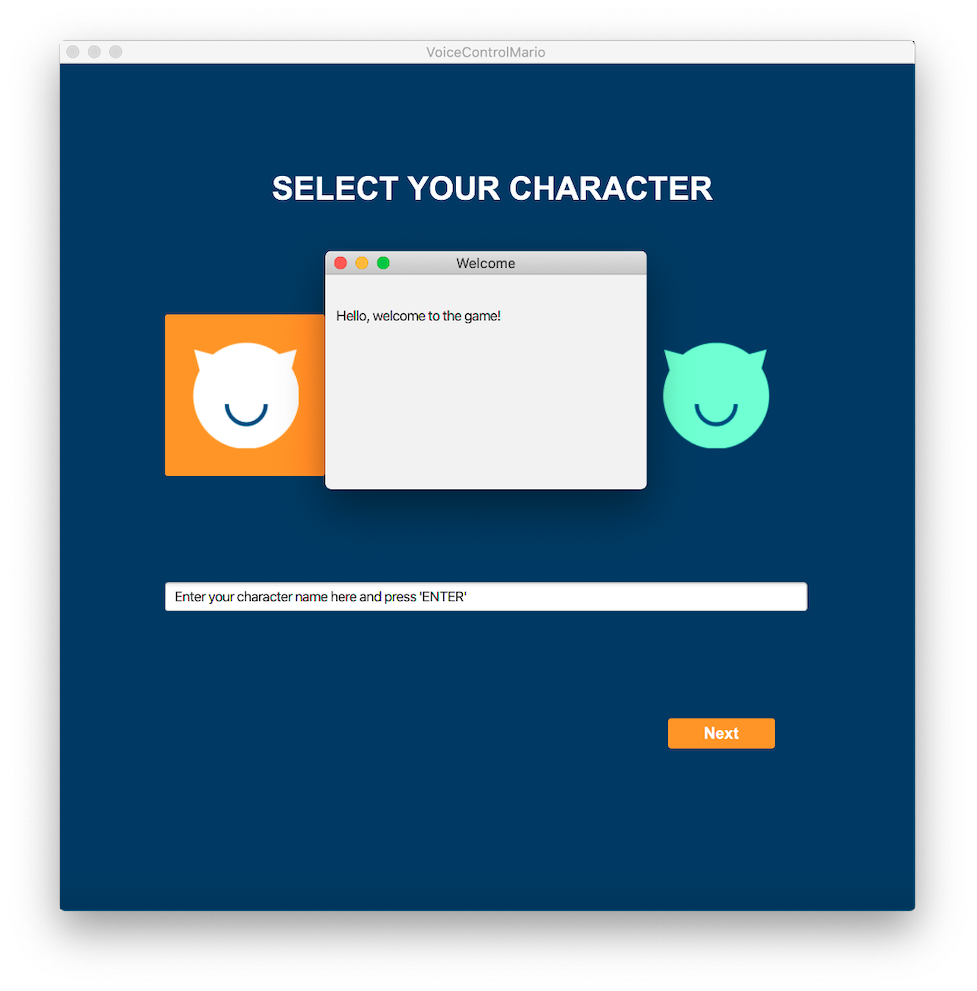 VoiceControlMario
SELECT YOUR CHARACTER
Welcome
Hello, welcome to the game!
Enter your character name here and press 'ENTER'
Next